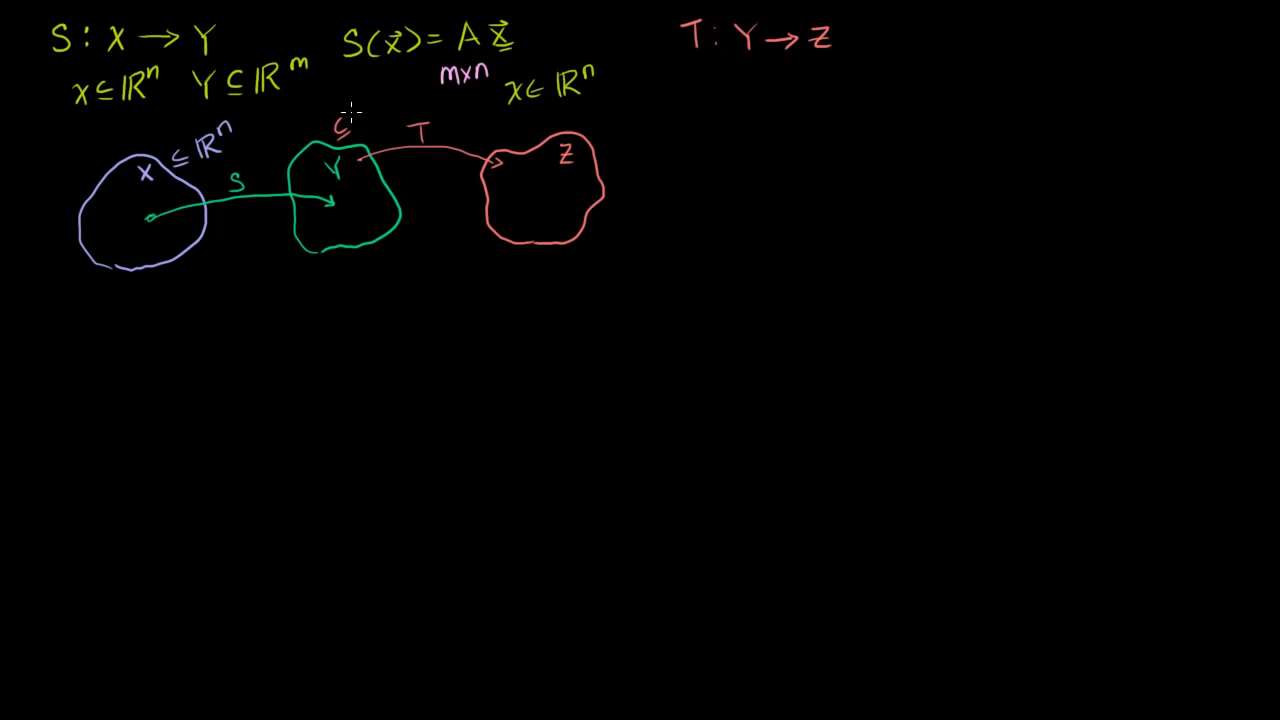 S : X → Y   S(x⃗) = A x⃗   T : Y → Z
X ⊆ ℝⁿ   Y ⊆ ℝᵐ   m×n   x ∈ ℝⁿ
X ⊆ ℝⁿ   S   Y ⊆   T   Z